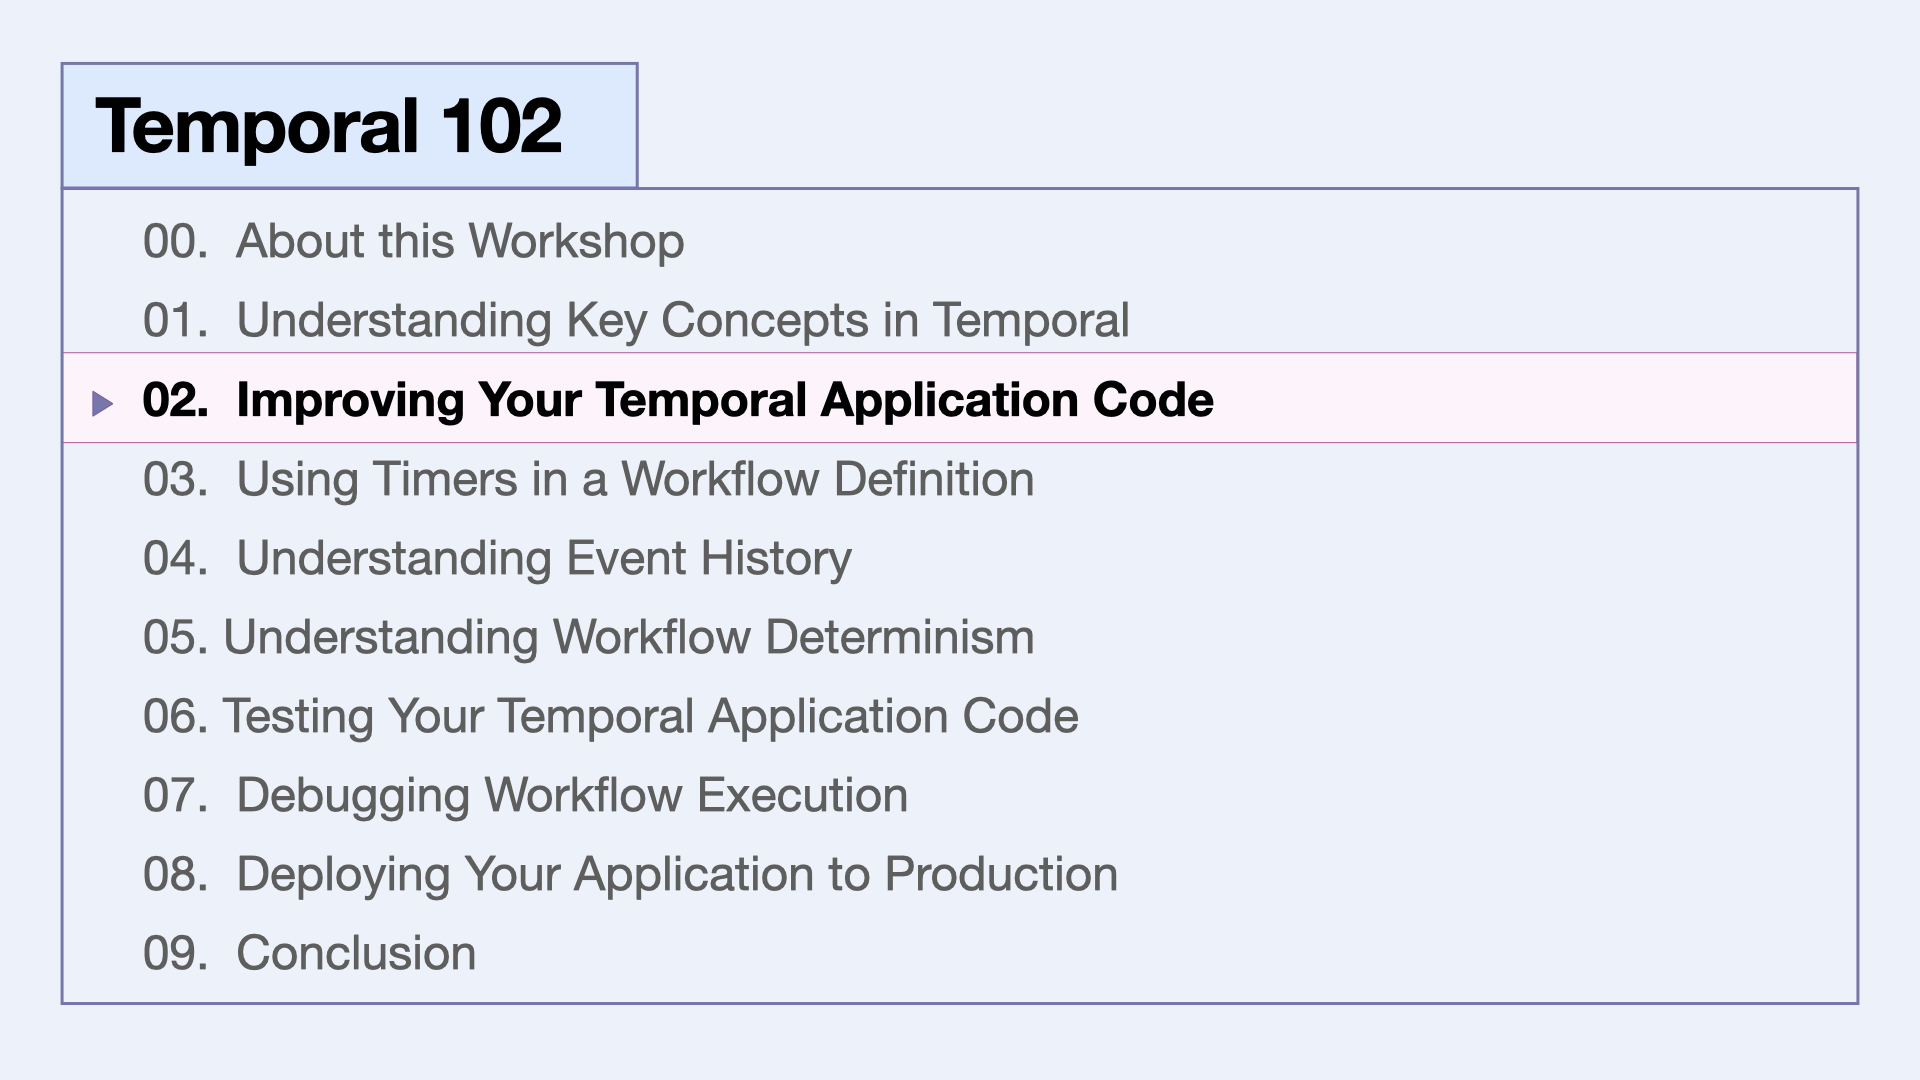 Temporal 102
00. About this Workshop
01. Understanding Key Concepts in Temporal
02. Improving Your Temporal Application Code
03. Using Timers in a Workflow Definition
04. Understanding Event History
05. Understanding Workflow Determinism
06. Testing Your Temporal Application Code
07. Debugging Workflow Execution
08. Deploying Your Application to Production
09. Conclusion